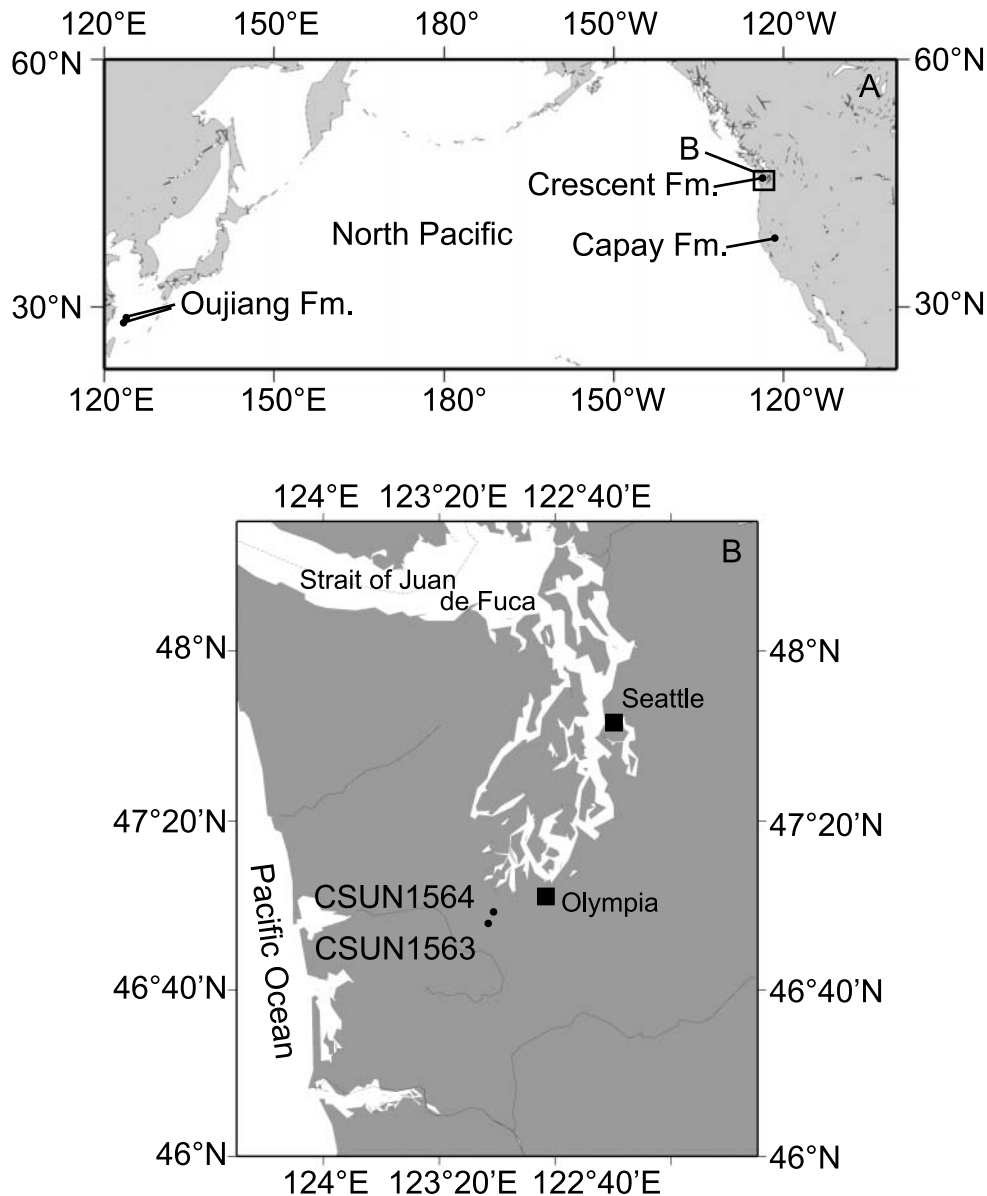 120°E 150°E 180° 150°W 120°W
60°N 60°N
A
B
Crescent Fm.
North Pacific
Capay Fm.
30°N Oujiang Fm. 30°N
120°E 150°E 180° 150°W 120°W
124°E 123°20’E 122°40’E
B
Strait of Juan
de Fuca
48°N 48°N
Seattle
47°20’N 47°20’N
Pacific Ocean
CSUN1564
Olympia
CSUN1563
46°40’N 46°40’N
46°N 46°N
124°E 123°20’E 122°40’E